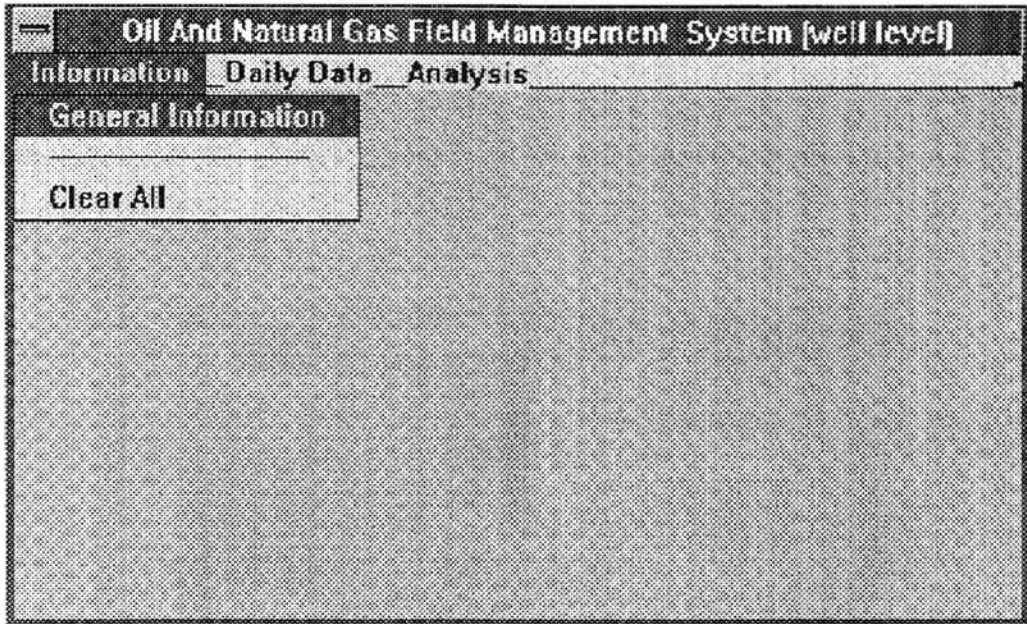 Oil And Natural Gas Field Management System [well level]
Information Daily Data Analysis
General Information
Clear All